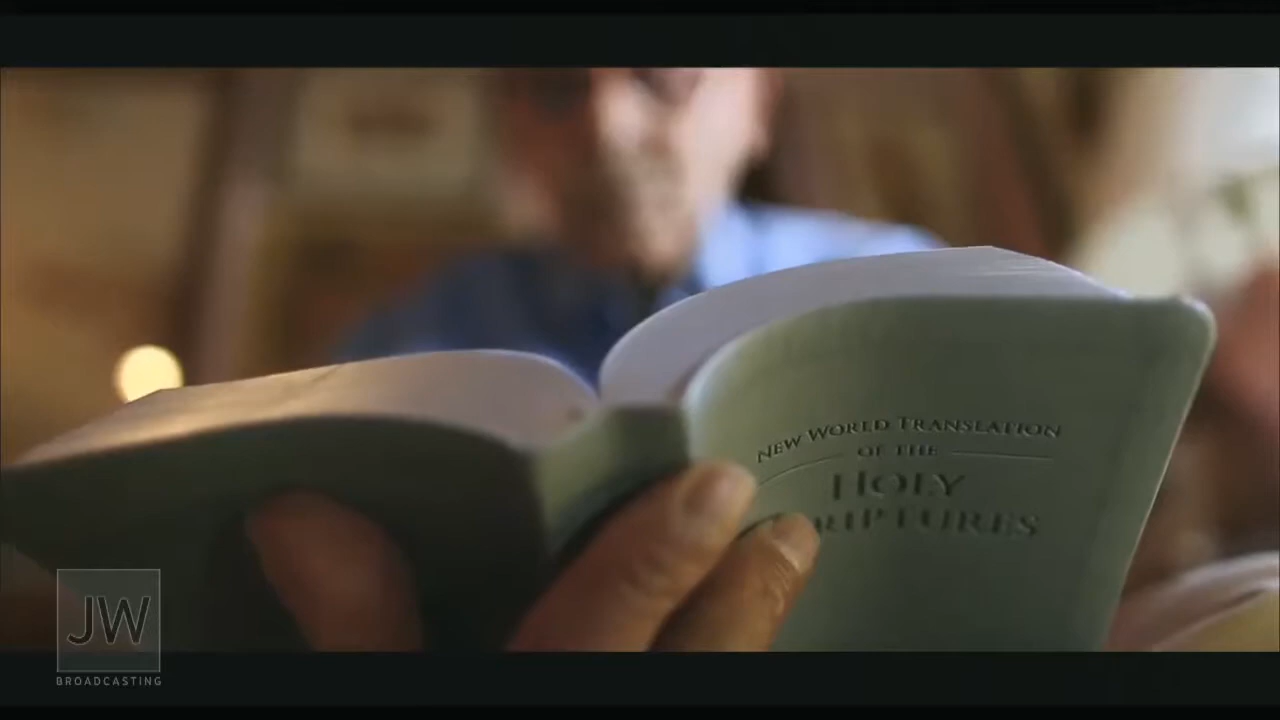 NEW WORLD TRANSLATION
OF THE
HOLY
JW
BROADCASTING